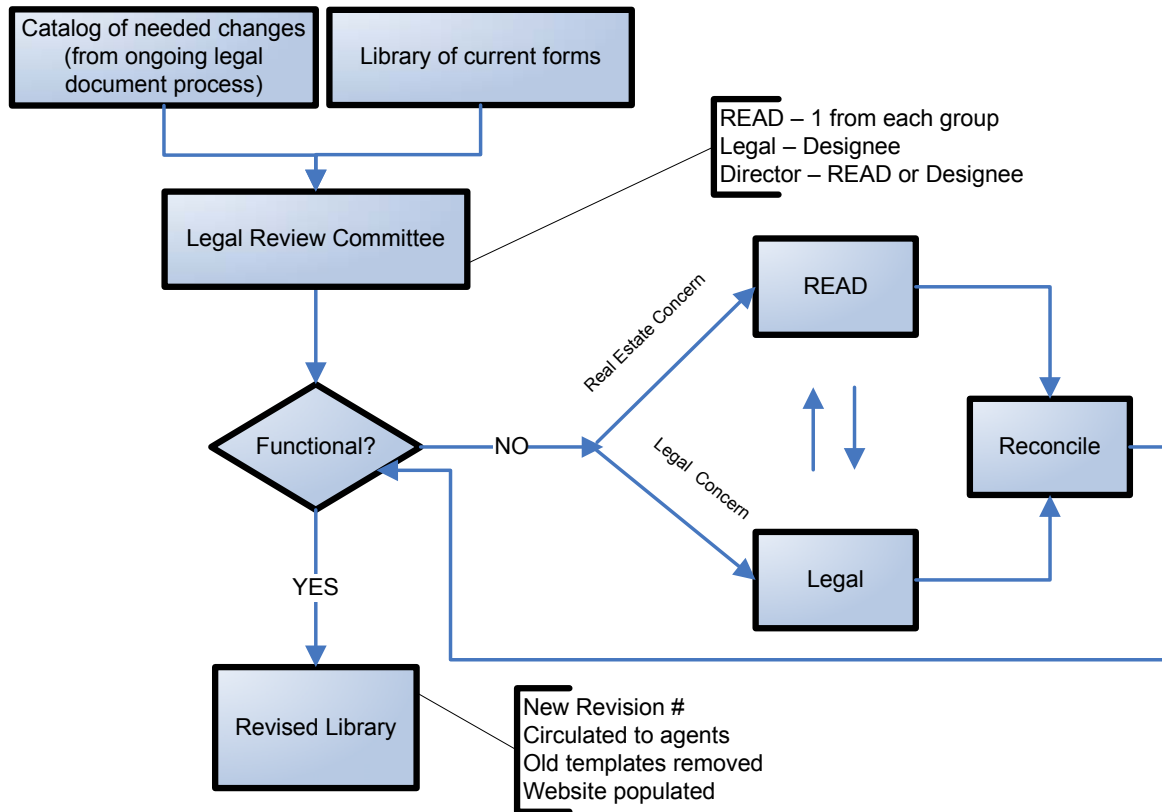 Catalog of needed changes
(from ongoing legal
document process)
Library of current forms
READ – 1 from each group
Legal – Designee
Director – READ or Designee
Legal Review Committee
READ
Real Estate Concern
Functional?
NO
Reconcile
Legal Concern
Legal
YES
Revised Library
New Revision #
Circulated to agents
Old templates removed
Website populated